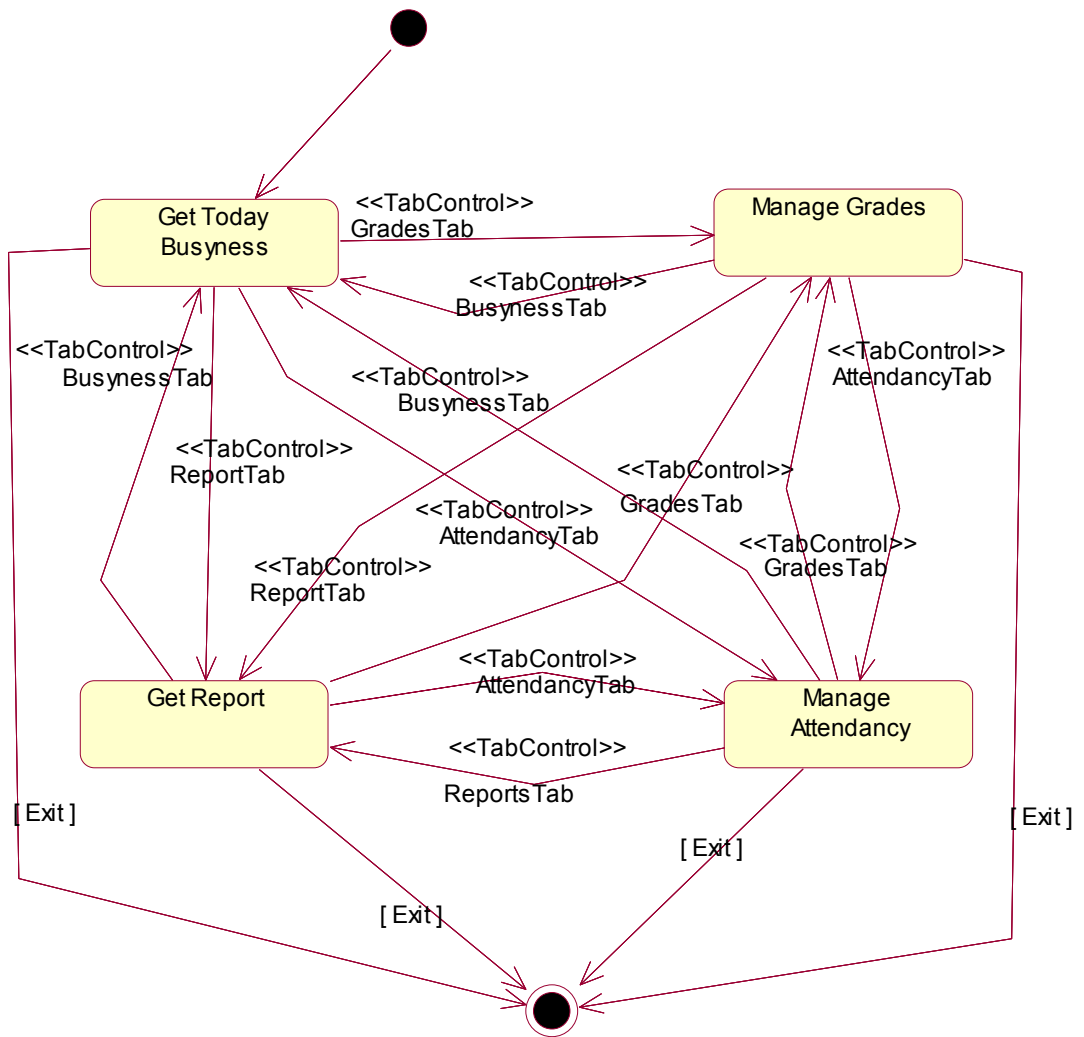 Get Today
Busyness
<<TabControl>>
GradesTab
Manage Grades
<<TabControl>>
BusynessTab
<<TabControl>>
BusynessTab
<<TabControl>>
BusynessTab
<<TabControl>>
AttendancyTab
<<TabControl>>
ReportTab
<<TabControl>>
GradesTab
<<TabControl>>
AttendancyTab
<<TabControl>>
GradesTab
<<TabControl>>
ReportTab
Get Report
<<TabControl>>
AttendancyTab
Manage
Attendancy
<<TabControl>>
ReportsTab
[ Exit ]
[ Exit ]
[ Exit ]
[ Exit ]